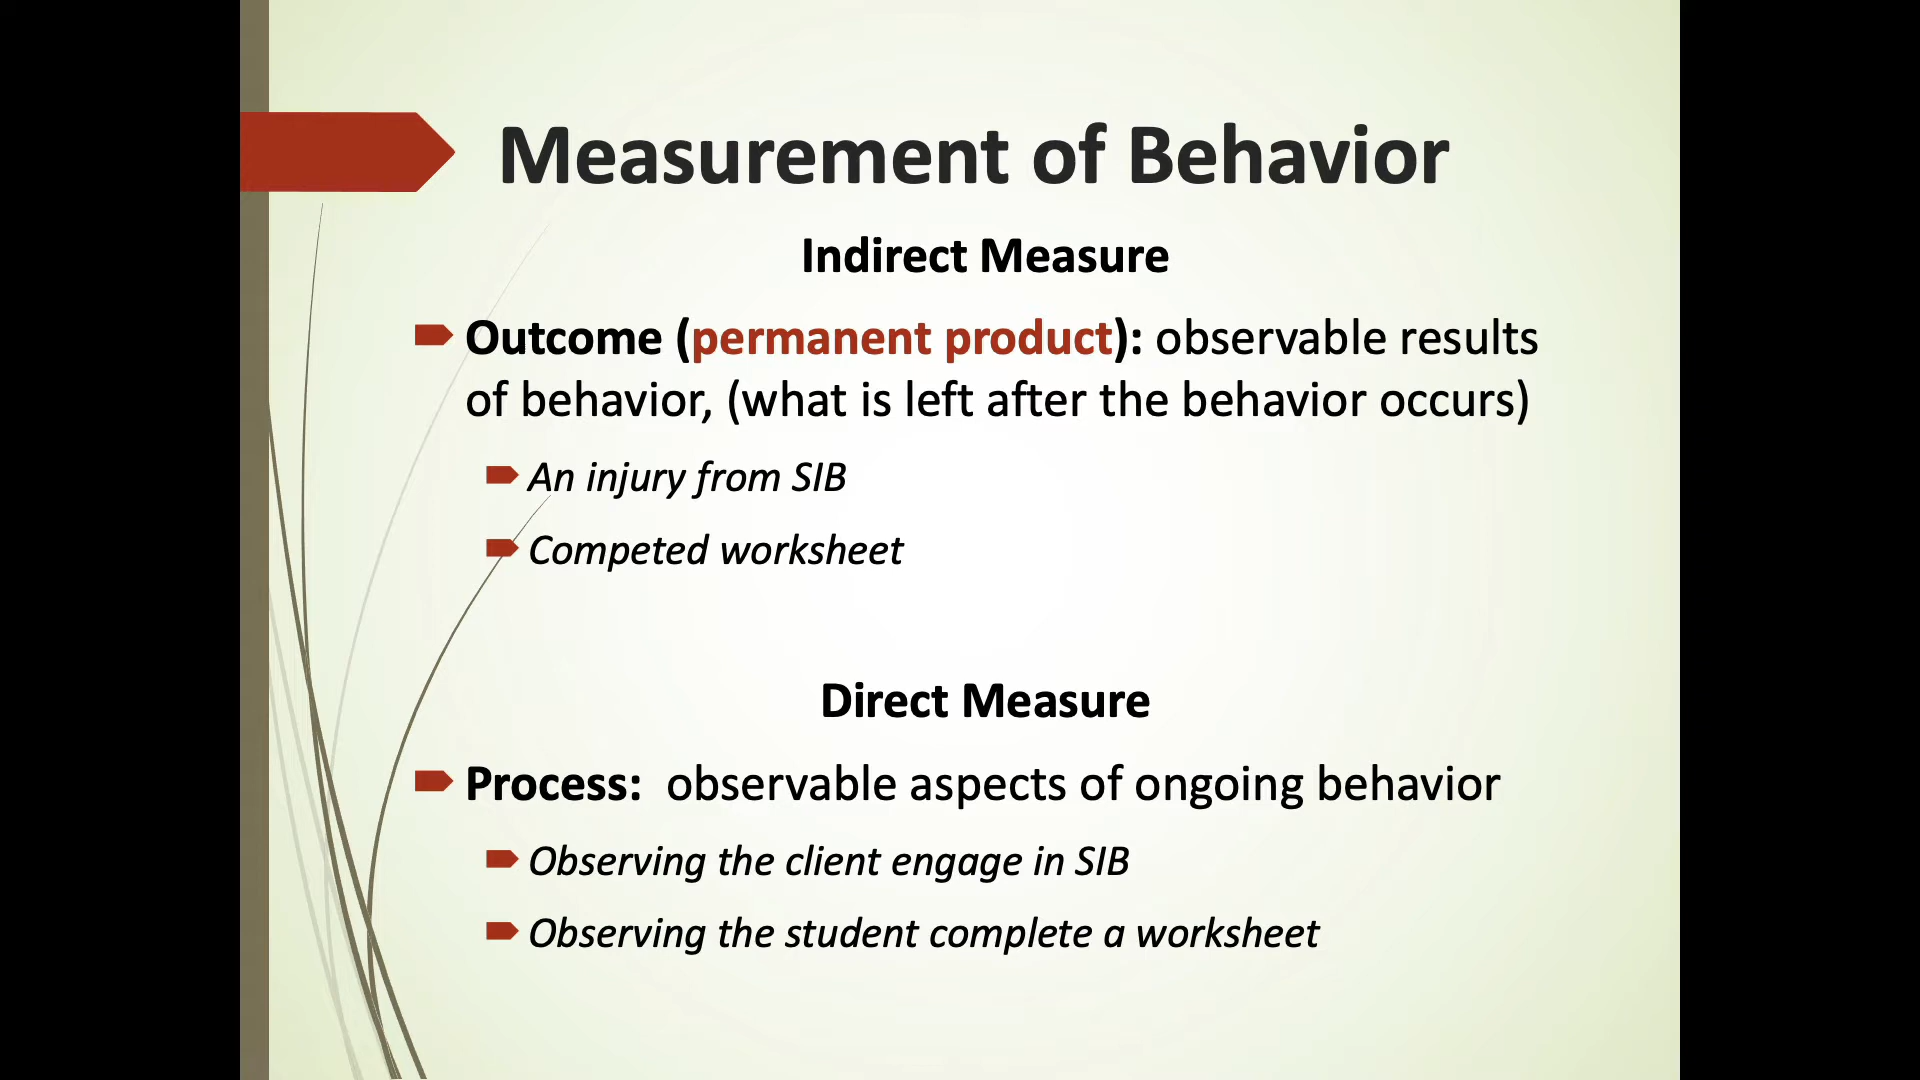 Measurement of Behavior
Indirect Measure
Outcome (permanent product): observable results
of behavior, (what is left after the behavior occurs)
An injury from SIB
Competed worksheet
Direct Measure
Process: observable aspects of ongoing behavior
Observing the client engage in SIB
Observing the student complete a worksheet